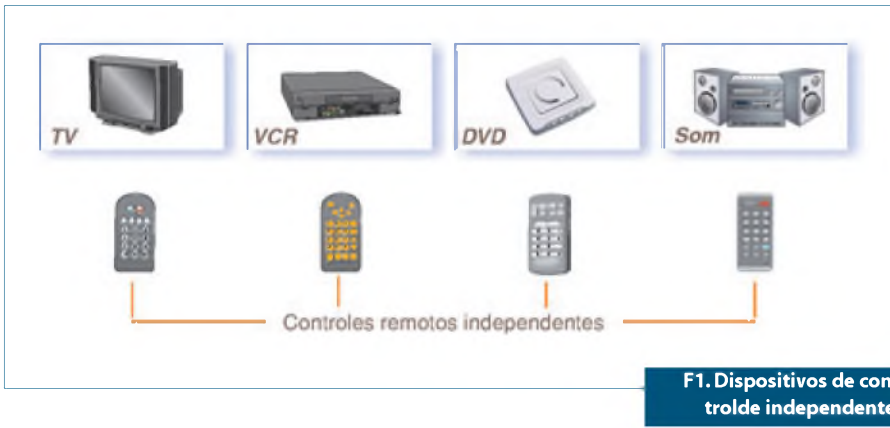 TV
VCR
DVD
Som
Controles remotos independentes
F1. Dispositivos de con
trolde independente